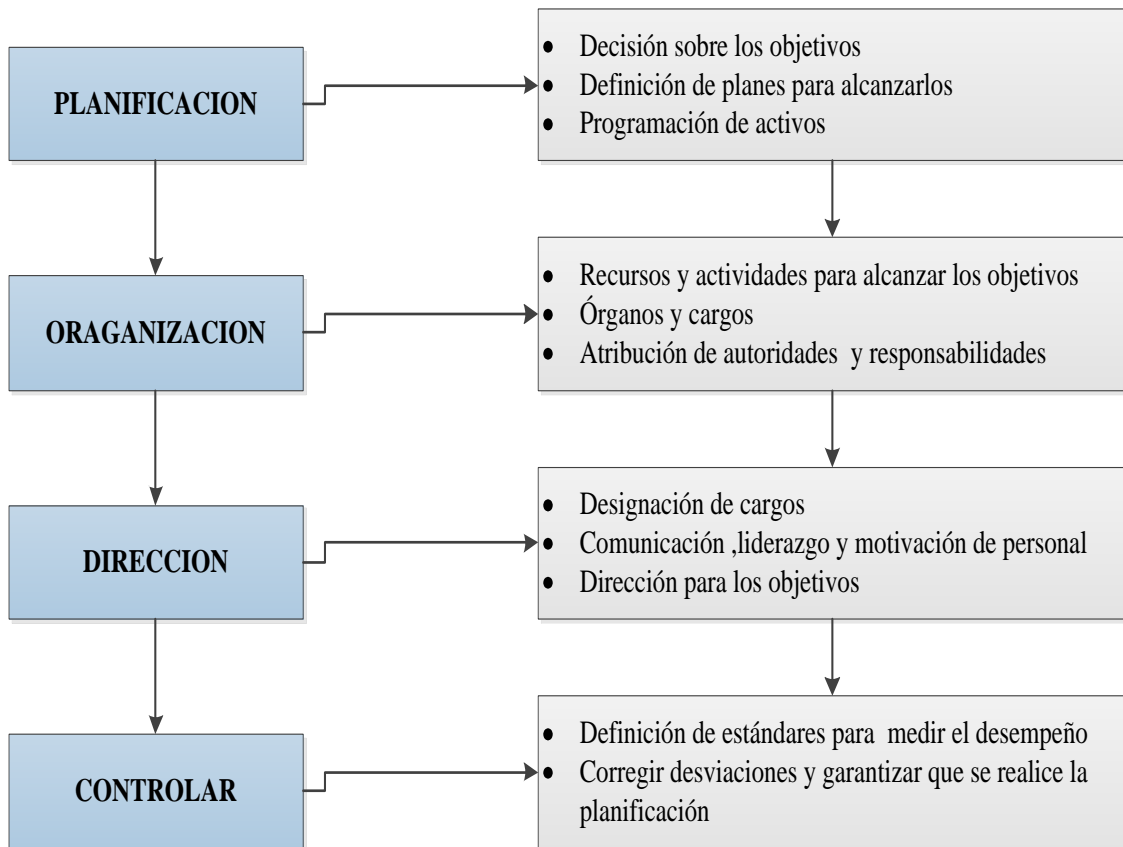 PLANIFICACION
• Decisión sobre los objetivos
• Definición de planes para alcanzarlos
• Programación de activos
ORAGANIZACION
• Recursos y actividades para alcanzar los objetivos
• Órganos y cargos
• Atribución de autoridades  y responsabilidades
DIRECCION
• Designación de cargos
• Comunicación ,liderazgo y motivación de personal
• Dirección para los objetivos
CONTROLAR
• Definición de estándares para  medir el desempeño
• Corregir desviaciones y garantizar que se realice la
planificación